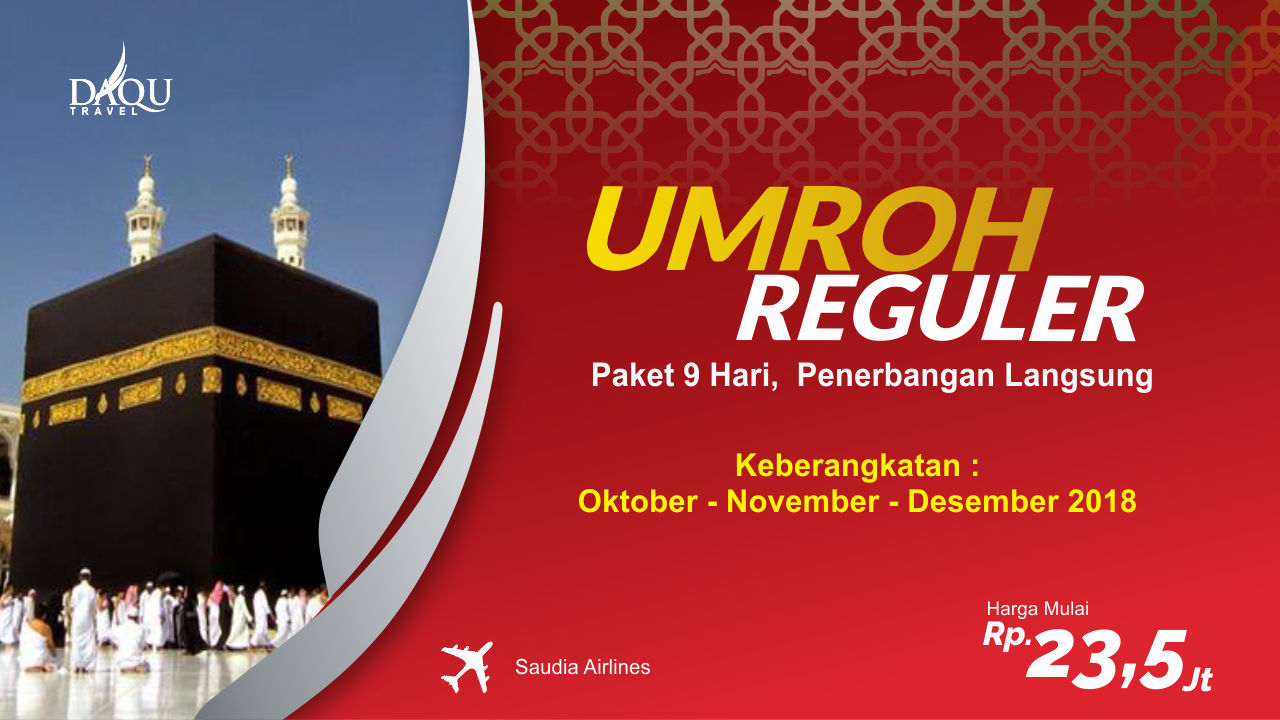 DAQU
TRAVEL
UMROH
REGULER
Paket 9 Hari, Penerbangan Langsung
Keberangkatan :
Oktober - November - Desember 2018
Harga Mulai
Rp.23,5Jt
Saudia Airlines